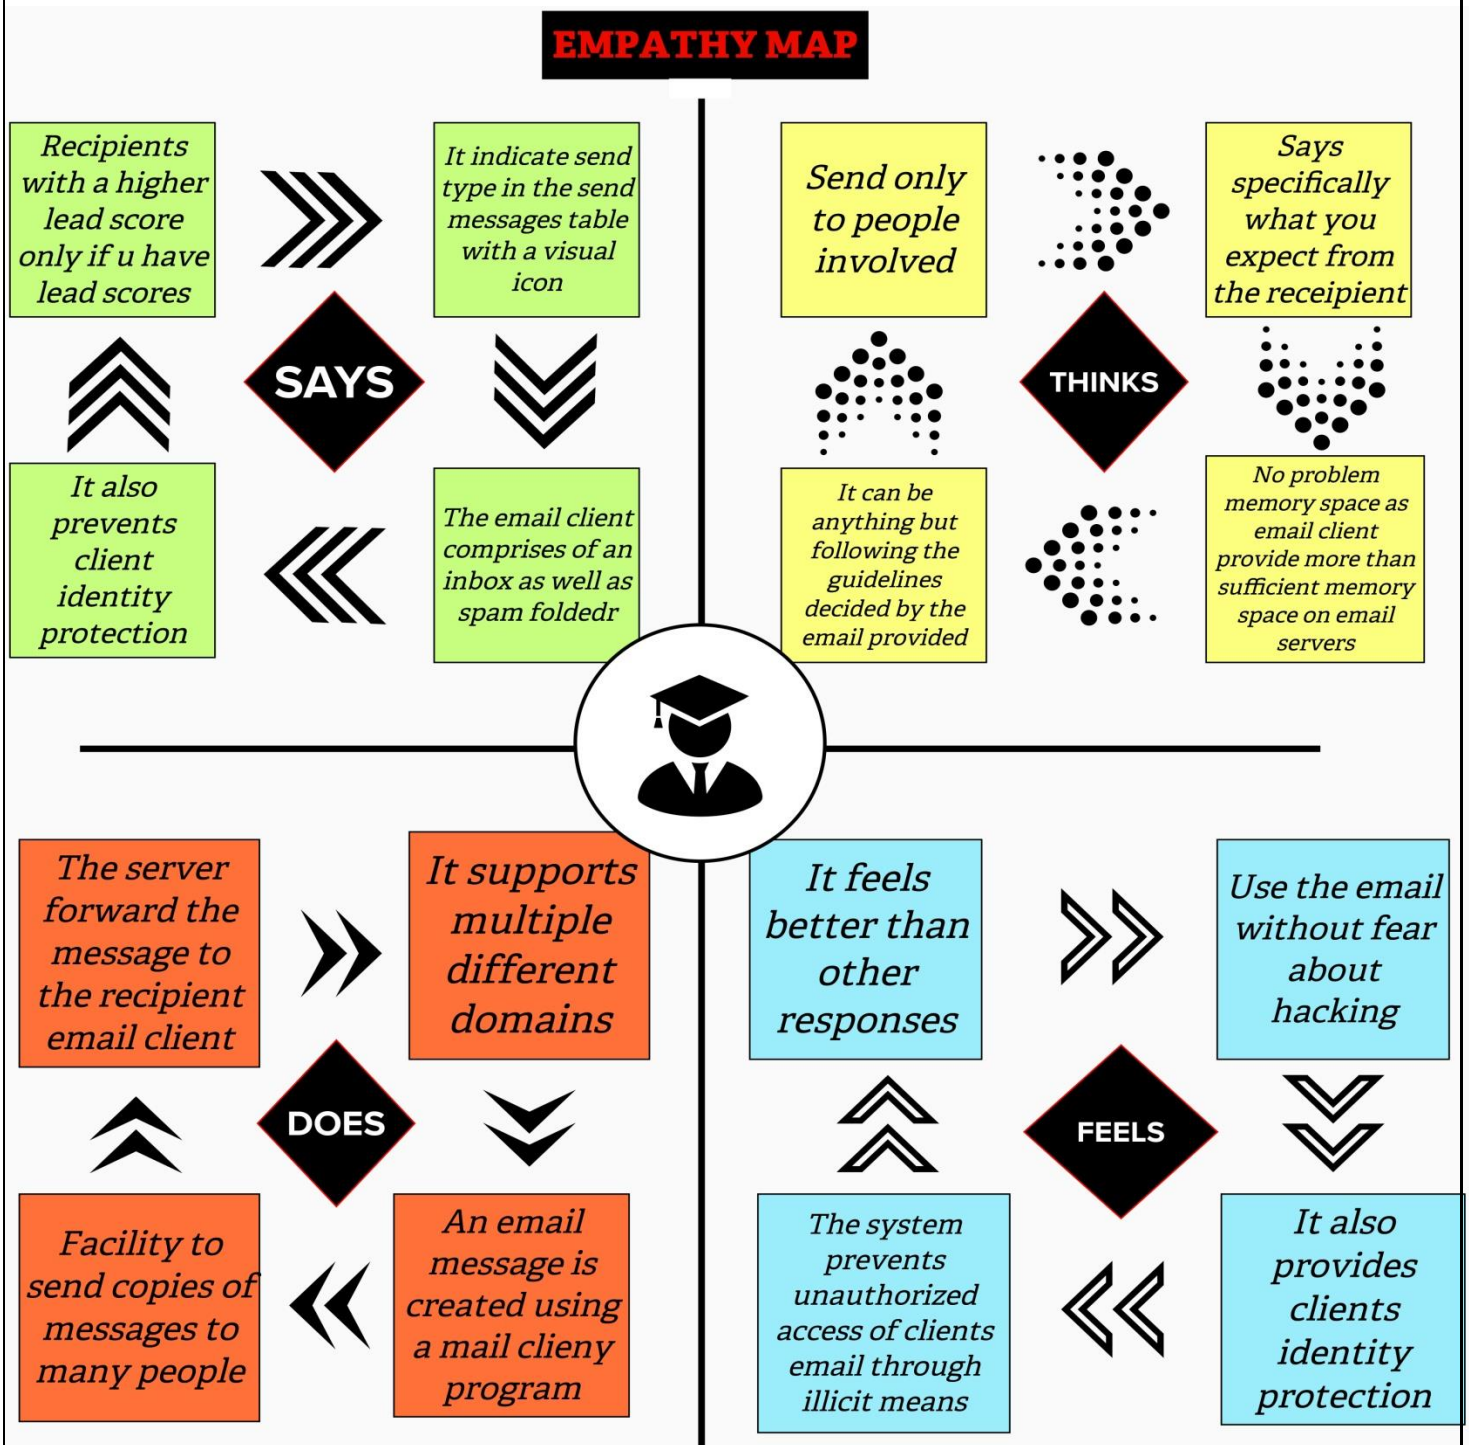 EMPATHY MAP
Recipients
with a higher
lead score
only if u have
lead scores
It indicate send
type in the send
messages table
with a visual
icon
SAYS
It also
prevents
client
identity
protection
The email client
comprises of an
inbox as well as
spam foldedr
Send only
to people
involved
Says
specifically
what you
expect from
the receipient
THINKS
It can be
anything but
following the
guidelines
decided by the
email provided
No problem
memory space as
email client
provide more than
sufficient memory
space on email
servers
The server
forward the
message to
the recipient
email client
It supports
multiple
different
domains
DOES
Facility to
send copies of
messages to
many people
An email
message is
created using
a mail clieny
program
It feels
better than
other
responses
Use the email
without fear
about
hacking
FEELS
The system
prevents
unauthorized
access of clients
email through
illicit means
It also
provides
clients
identity
protection